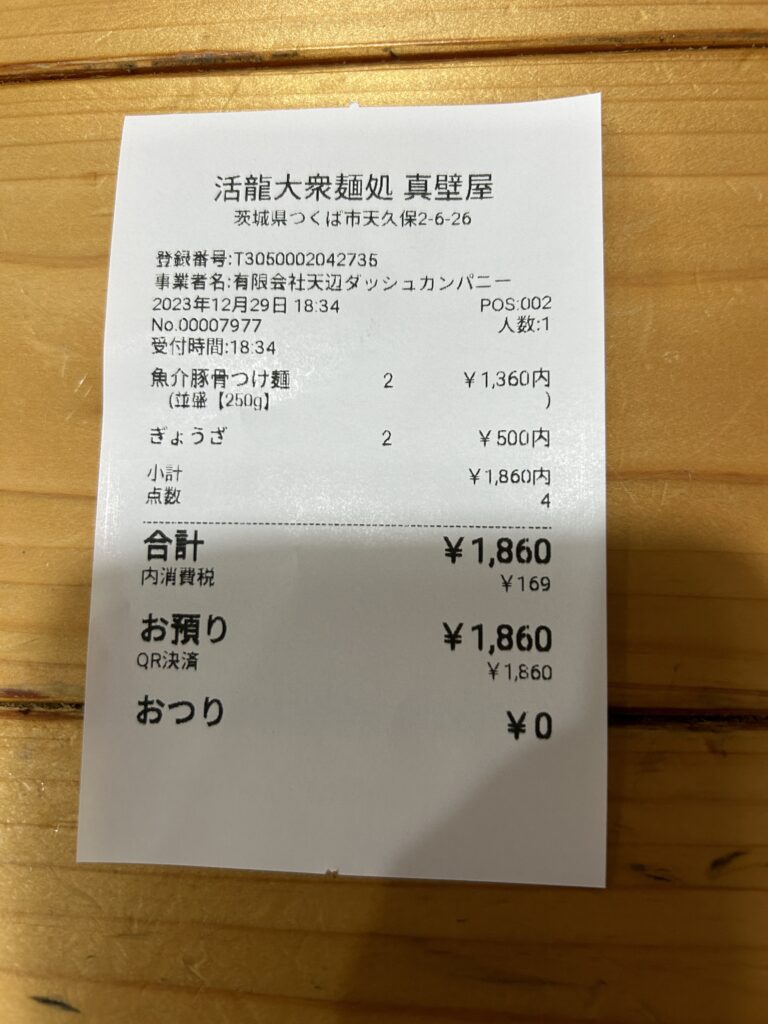 活龍大衆麺処 真壁屋
茨城県つくば市天久保2-6-26
登録番号:T3050002042735
事業者名:有限会社天辺ダッシュカンパニー
2023年12月29日 18:34 POS:002
No.00007977 人数:1
受付時間:18:34
魚介豚骨つけ麺 2 ¥1,360内
(並盛【250g】 )
ぎょうざ 2 ¥500内
小計 ¥1,860内
点数 4
合計 ¥1,860
内消費税 ¥169
お預り ¥1,860
QR決済 ¥1,860
おつり ¥0